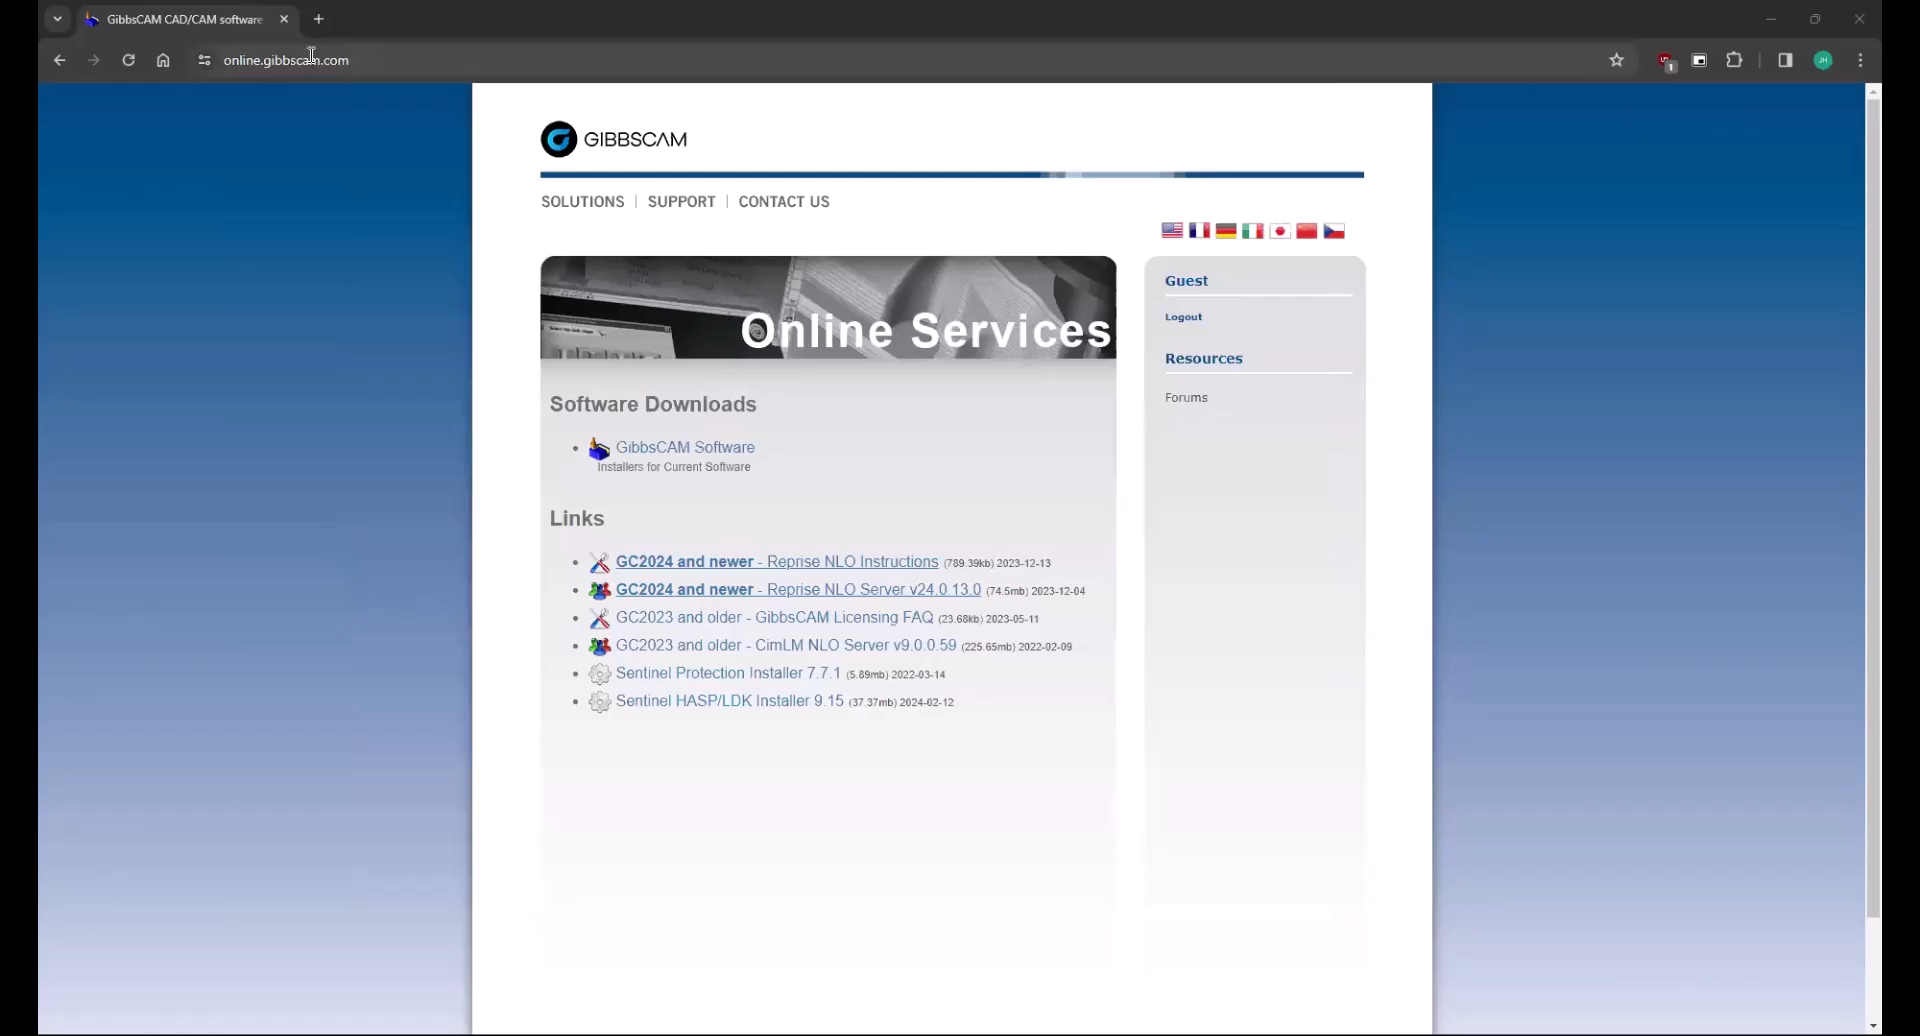 GibbsCAM CAD/CAM software
online.gibbscam.com
1
JH
GIBBSCAM
SOLUTIONS | SUPPORT | CONTACT US
Online Services
Software Downloads
GibbsCAM Software
Installers for Current Software
Links
GC2024 and newer - Reprise NLO Instructions (789.39kb) 2023-12-13
GC2024 and newer - Reprise NLO Server v24.0.13.0 (74.5mb) 2023-12-04
GC2023 and older - GibbsCAM Licensing FAQ (23.68kb) 2023-05-11
GC2023 and older - CimLM NLO Server v9.0.0.59 (225.65mb) 2022-02-09
Sentinel Protection Installer 7.7.1 (5.89mb) 2022-03-14
Sentinel HASP/LDK Installer 9.15 (37.37mb) 2024-02-12
Guest
Logout
Resources
Forums